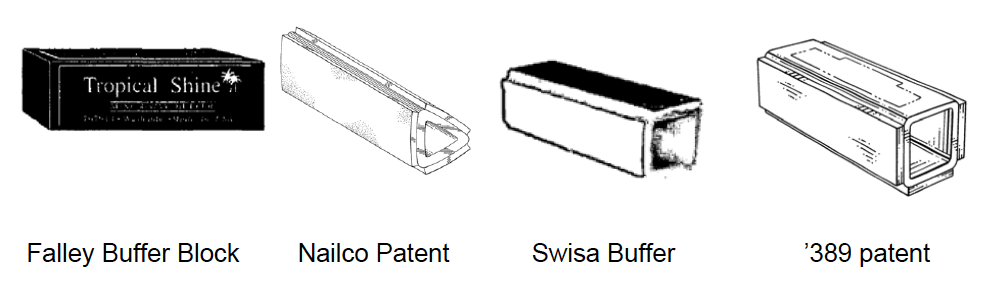 Tropical Shine
Falley Buffer Block
Nailco Patent
Swisa Buffer
’389 patent